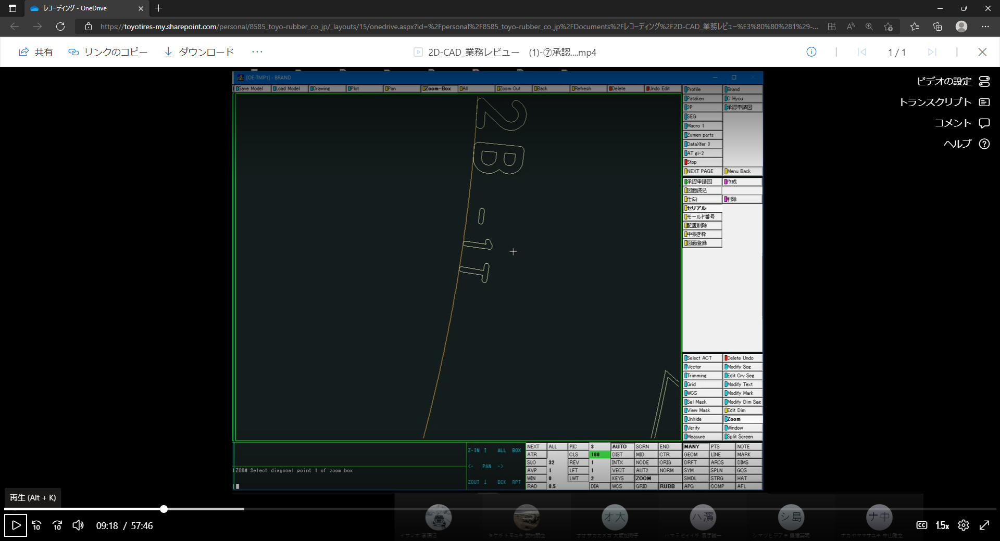 レコーディング - OneDrive
https://toyotires-my.sharepoint.com/personal/8585_toyo-rubber_co_jp/_layouts/15/onedrive.aspx?id=%2Fpersonal%2F8585_toyo-rubber_co_jp%2FDocuments%2Fレコーディング%2F2D-CAD_業務レビュー%E3%80%80%281%29-...
共有 リンクのコピー ダウンロード ... 2D-CAD_業務レビュー (1)-⑦承認....mp4 1 / 1
ビデオの設定
トランスクリプト
コメント
ヘルプ
[OE-TMP1] - BRAND
Save Model Load Model Drawing Plot Pan Zoom-Box All Zoom Out Back Refresh Delete Undo Edit
Profile Brand
Pataken C Hyou
2P 承認申請図
SEG
Macro 1
Zumen parts
DataXfer 3
AT gi-2
Stop
NEXT PAGE Menu Back
承認申請図 作成
図面読込
仕向 削除
セリアル
モールド番号
配置削除
中抜き枠
図面登録
2B -1T
Select ACT Delete Undo
Vector Modify Seg
Trimming Edit Crv Seg
Grid Modify Text
WCS Modify Mark
Sel Mask Modify Dim Seg
View Mask Edit Dim
Unhide Zoom
Verify Window
Measure Split Screen
Z-IN ↑ ALL BOX
<- PAN ->
ZOUT ↓ BCK RPT
ZOOM Select diagonal point 1 of zoom box
NEXT ALL PIC 3 AUTO SCRN END MANY PTS NOTE
ATR CLS 100 DIST MID CTR GEOM LINE MARK
SLO 32 REV 1 INTX NODE ORIG DRFT ARCS DIMS
AVP 1 LFT 1 VECT AUT2 NORM SYM SPLN GCS
WIN 0 LWT 2 KEYS ZOOM SMDL STRG HAT
RAD 0.5 DIA WCS GRID RUBB APG COMP AFL
再生 (Alt + K)
オ大 ハ濱 シ島 ナ中
10 10 09:18 / 57:46 CC 1.5x